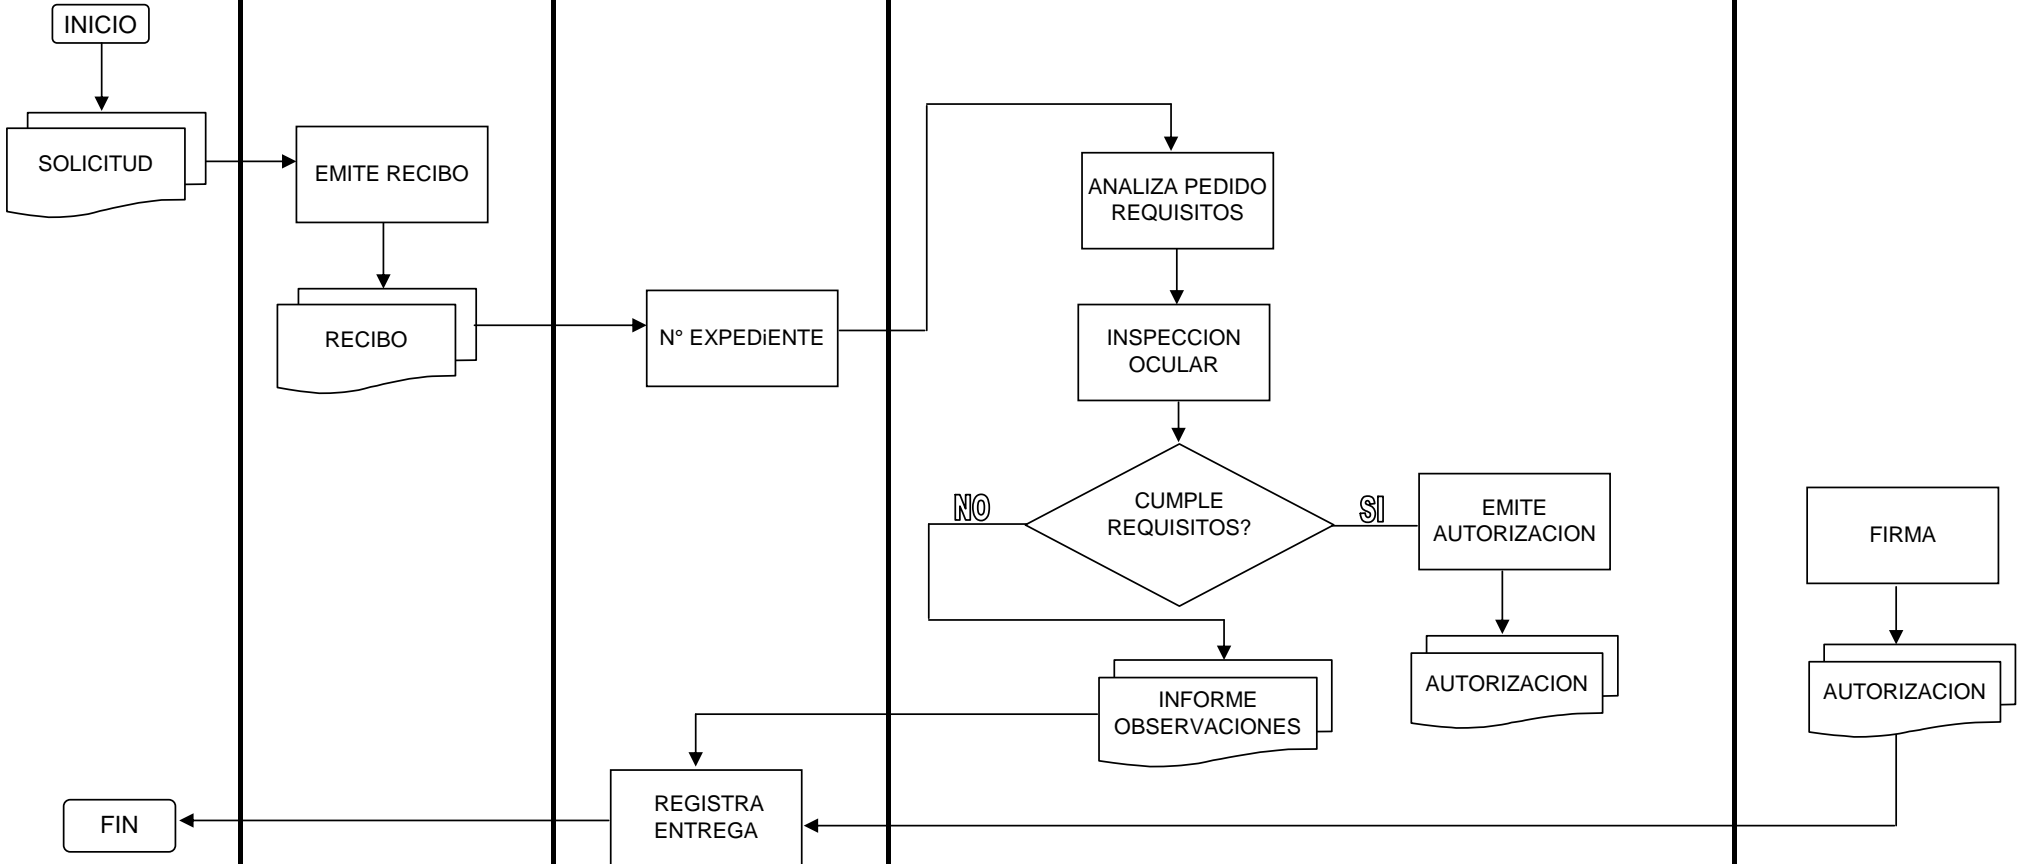 INICIO
SOLICITUD
EMITE RECIBO
RECIBO
N° EXPEDiENTE
ANALIZA PEDIDO
REQUISITOS
INSPECCION
OCULAR
CUMPLE
REQUISITOS?
NO
SI
EMITE
AUTORIZACION
AUTORIZACION
INFORME
OBSERVACIONES
FIRMA
AUTORIZACION
REGISTRA
ENTREGA
FIN